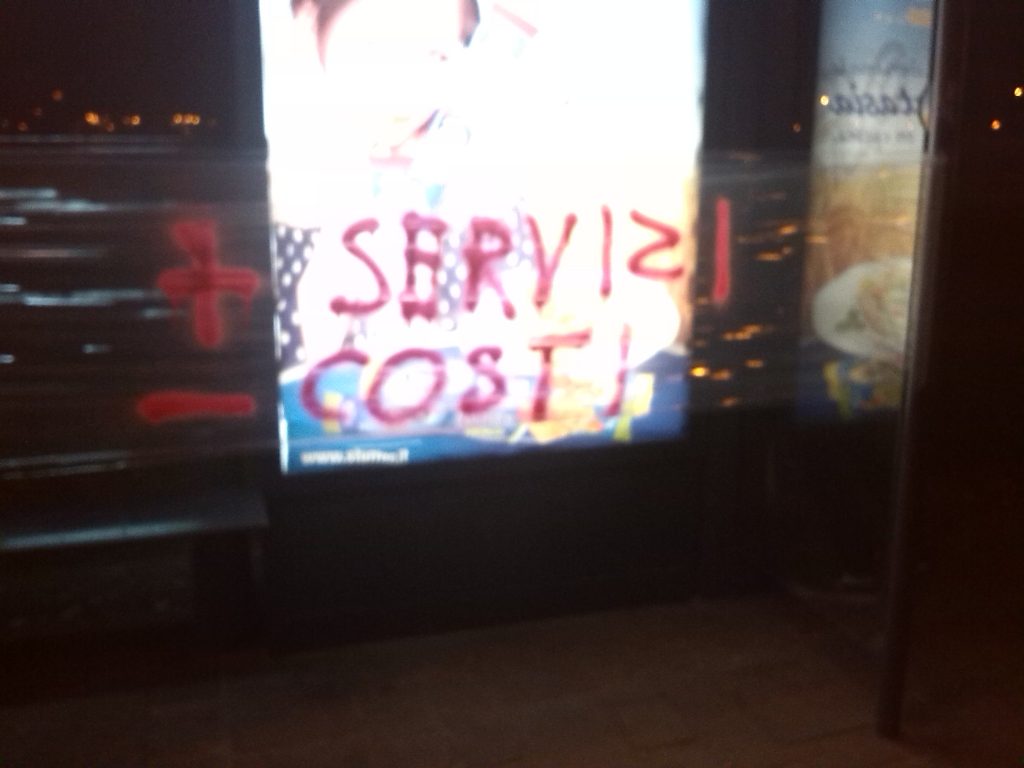 + SERVIZI
- COSTI